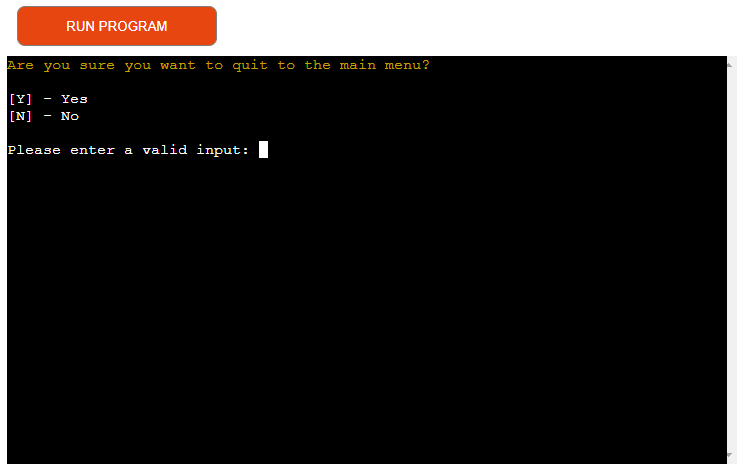 RUN PROGRAM
Are you sure you want to quit to the main menu?
[Y] - Yes
[N] - No
Please enter a valid input: